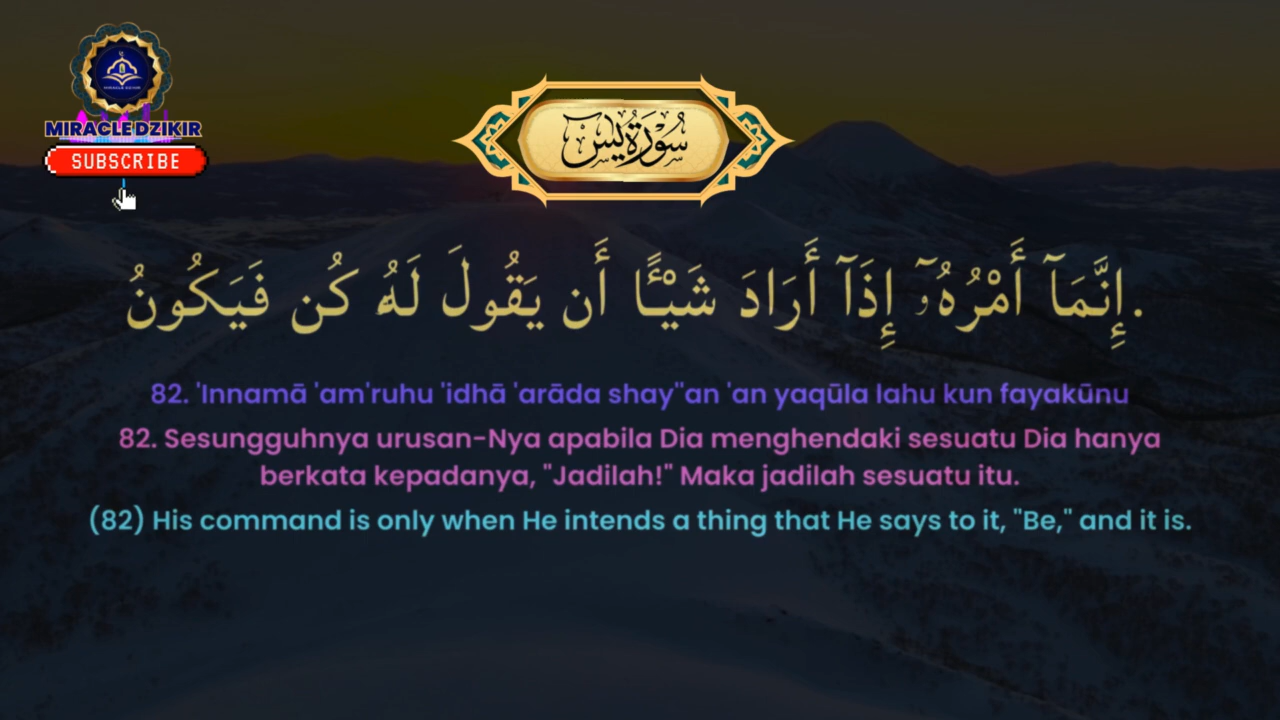 MIRACLE DZIKIR
SUBSCRIBE
سُورَةُ يس
.إِنَّمَآ أَمْرُهُۥٓ إِذَآ أَرَادَ شَيْـًٔا أَن يَقُولَ لَهُۥ كُن فَيَكُونُ
82. 'Innamā 'am'ruhu 'idhā 'arāda shay''an 'an yaqūla lahu kun fayakūnu
82. Sesungguhnya urusan-Nya apabila Dia menghendaki sesuatu Dia hanya
berkata kepadanya, "Jadilah!" Maka jadilah sesuatu itu.
(82) His command is only when He intends a thing that He says to it, "Be," and it is.